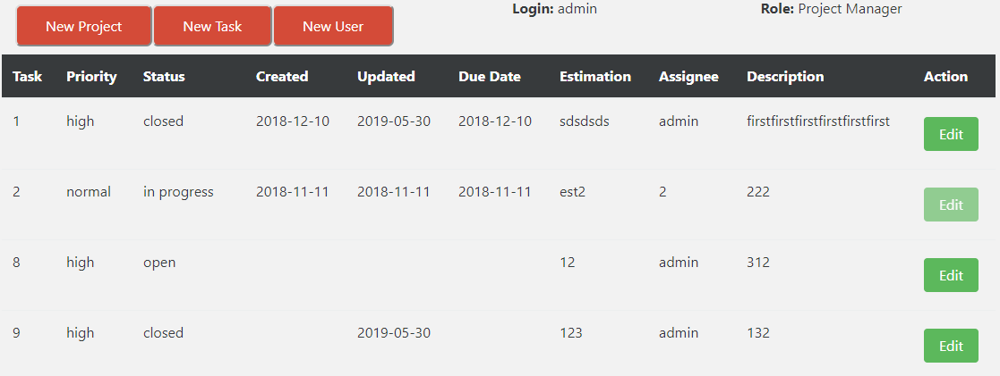 New Project New Task New User Login: admin Role: Project Manager
Task Priority Status Created Updated Due Date Estimation Assignee Description Action
1 high closed 2018-12-10 2019-05-30 2018-12-10 sdsdsds admin firstfirstfirstfirstfirstfirst Edit
2 normal in progress 2018-11-11 2018-11-11 2018-11-11 est2 2 222 Edit
8 high open 12 admin 312 Edit
9 high closed 2019-05-30 123 admin 132 Edit